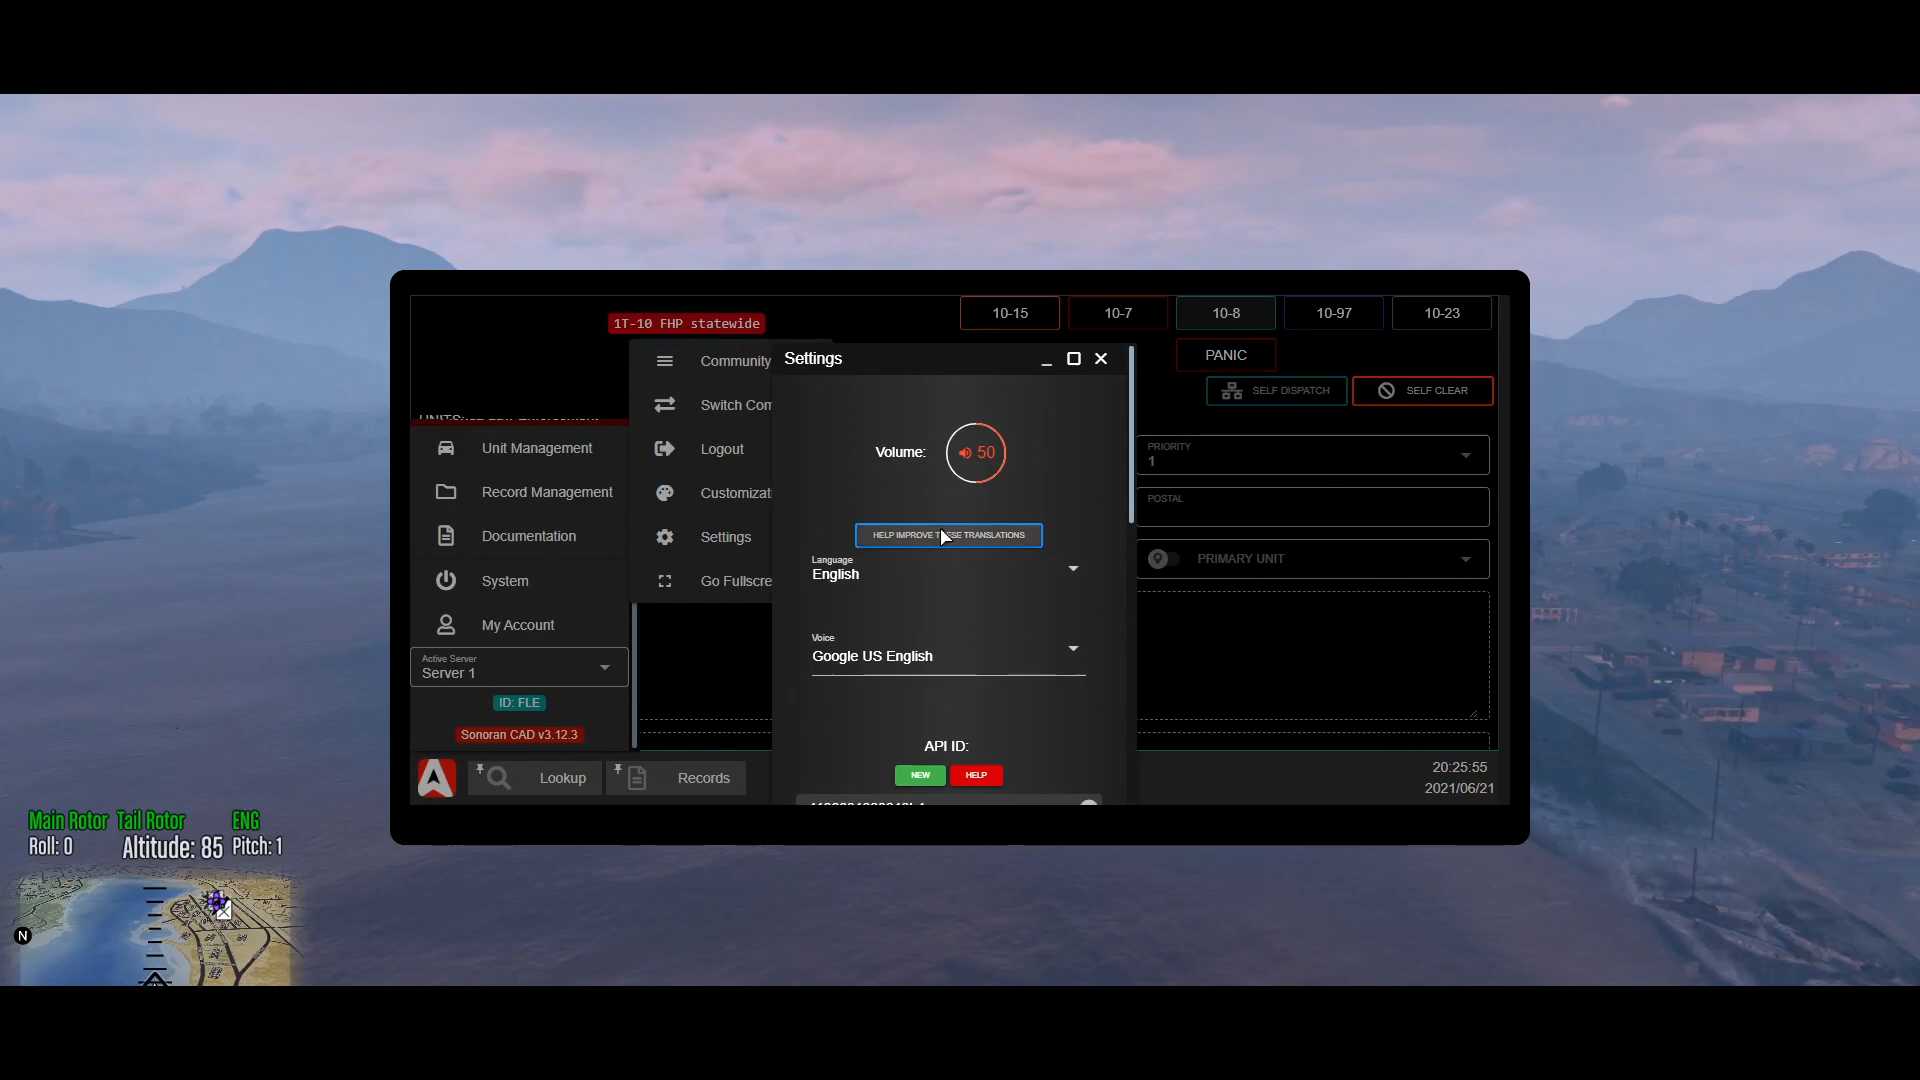 1T-10 FHP statewide
10-15
10-7
10-8
10-97
10-23
PANIC
SELF DISPATCH
SELF CLEAR
Community
Switch Com
Logout
Customizat
Settings
Go Fullscre
Unit Management
Record Management
Documentation
System
My Account
Active Server
Server 1
ID: FLE
Sonoran CAD v3.12.3
Settings
Volume:
50
HELP IMPROVE THESE TRANSLATIONS
Language
English
Voice
Google US English
API ID:
NEW
HELP
PRIORITY
1
POSTAL
PRIMARY UNIT
Lookup
Records
20:25:55
2021/06/21
Main Rotor Tail Rotor ENG
Roll: 0 Altitude: 85 Pitch: 1
N